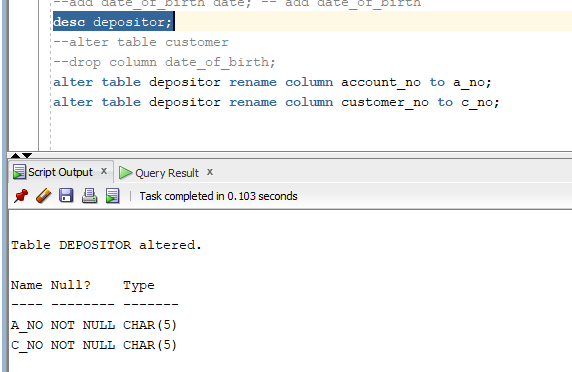 --add date_of_birth date; -- add date_of_birth
desc depositor;
--alter table customer
--drop column date_of_birth;
alter table depositor rename column account_no to a_no;
alter table depositor rename column customer_no to c_no;
Script Output x Query Result x
Task completed in 0.103 seconds
Table DEPOSITOR altered.
Name Null?    Type
---- -------- -------
A_NO NOT NULL CHAR(5)
C_NO NOT NULL CHAR(5)